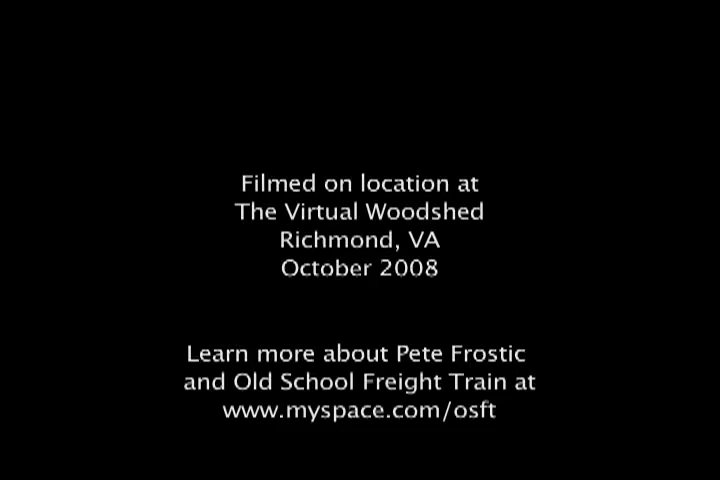 Filmed on location at
The Virtual Woodshed
Richmond, VA
October 2008
Learn more about Pete Frostic
and Old School Freight Train at
www.myspace.com/osft